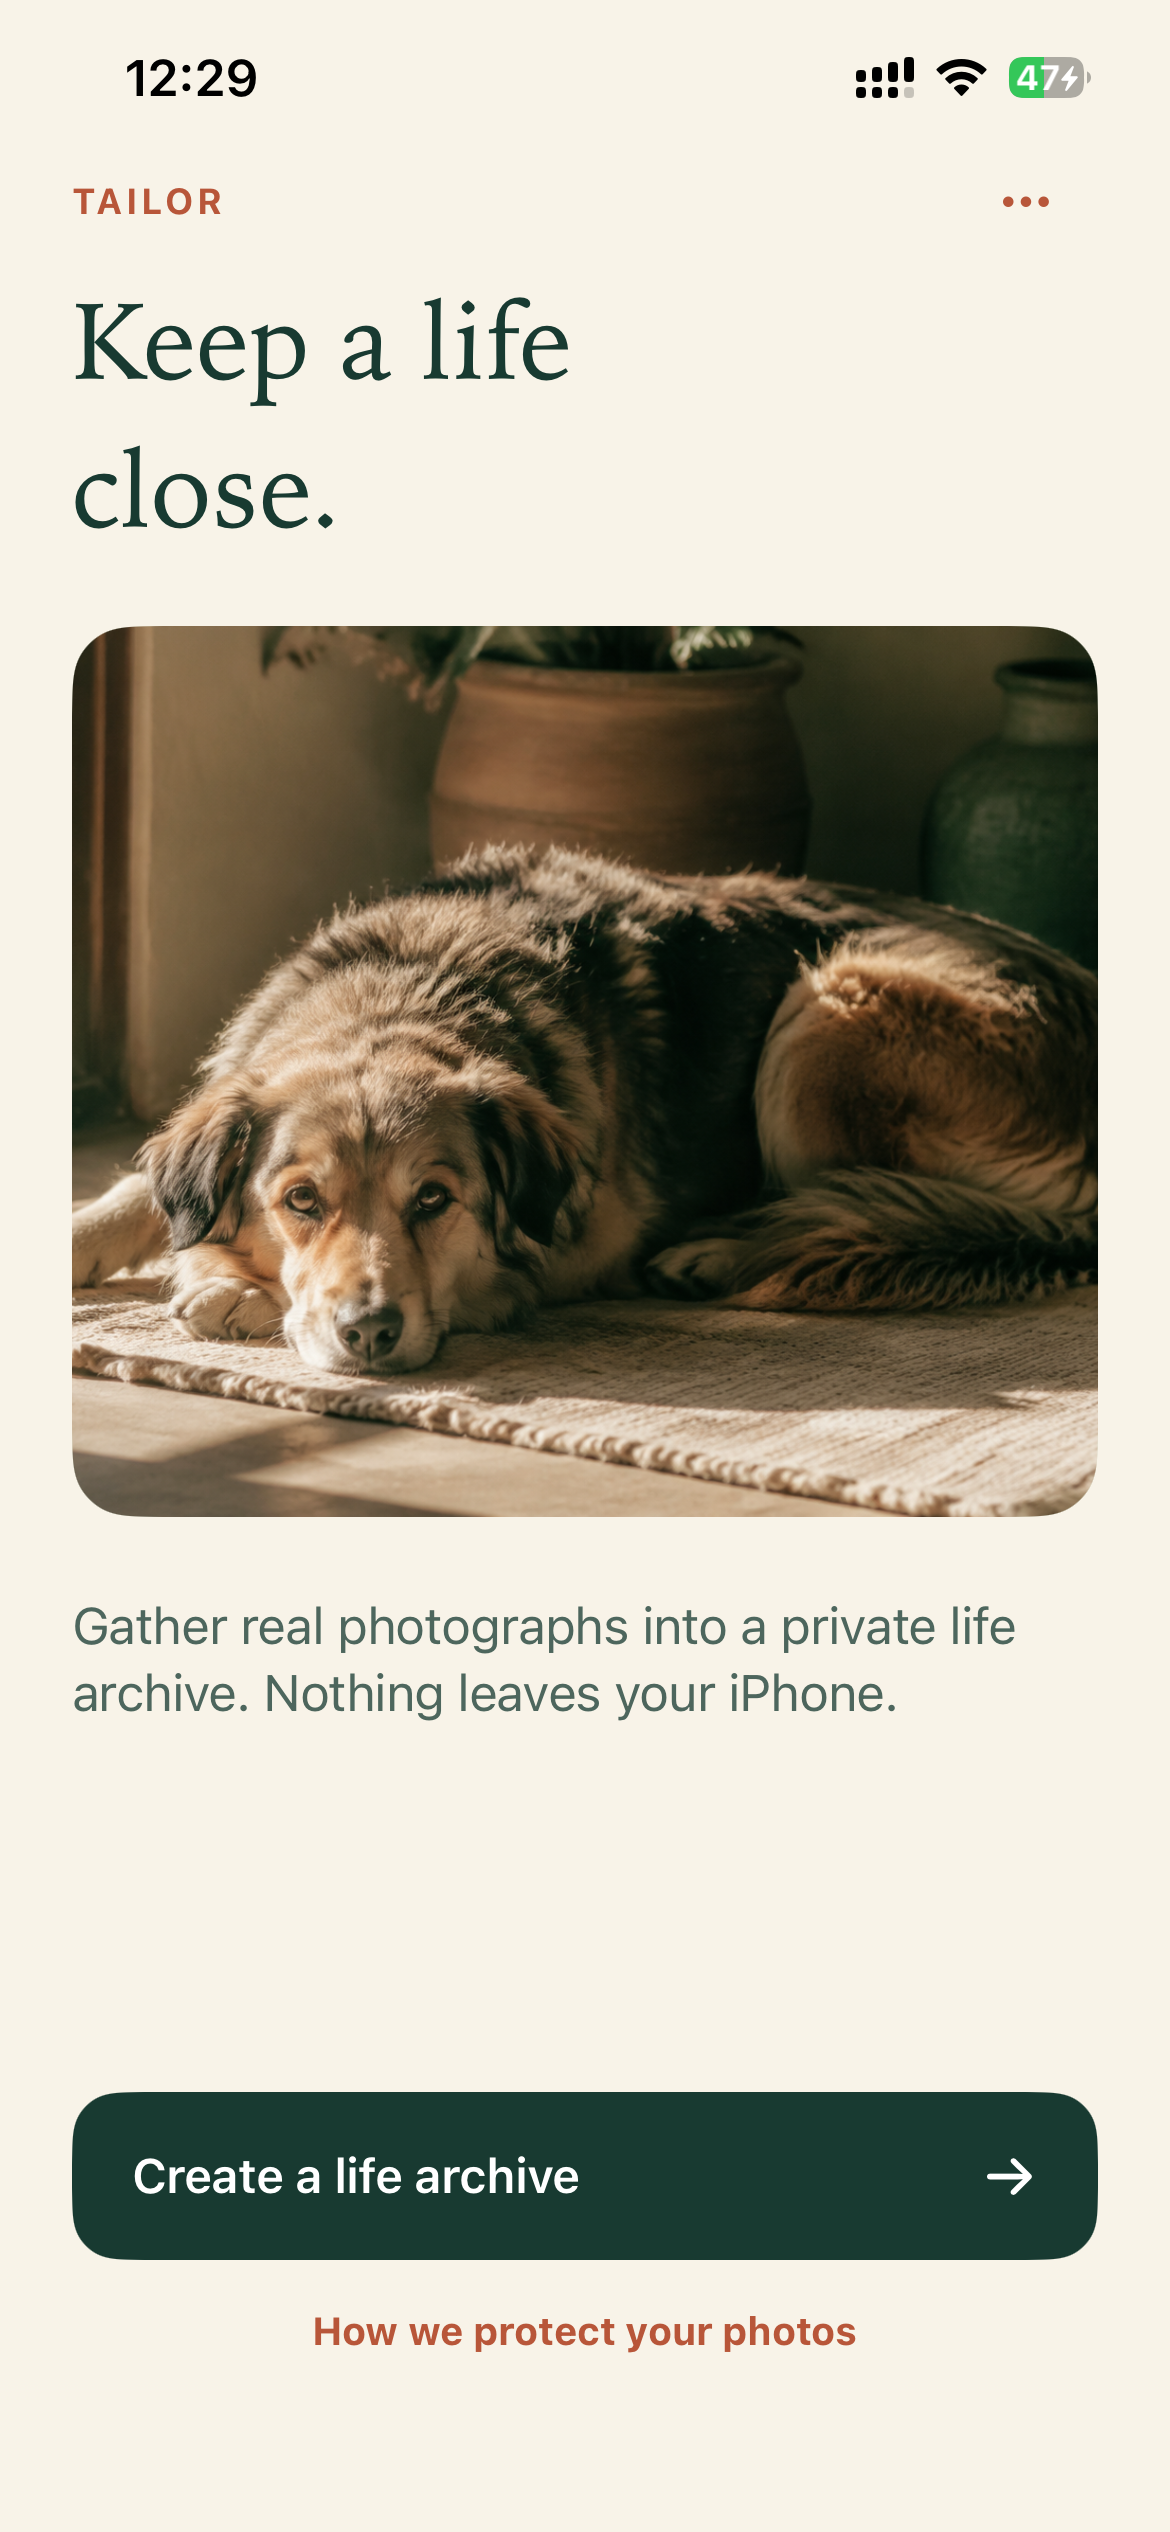 12:29
47
TAILOR
Keep a life
close.
Gather real photographs into a private life
archive. Nothing leaves your iPhone.
Create a life archive
How we protect your photos